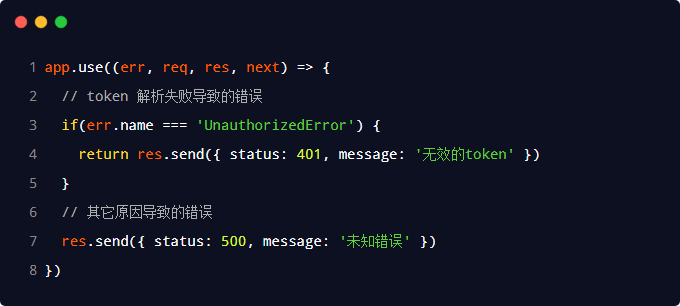 1 app.use((err, req, res, next) => {
2   // token 解析失败导致的错误
3   if(err.name === 'UnauthorizedError') {
4     return res.send({ status: 401, message: '无效的token' })
5   }
6   // 其它原因导致的错误
7   res.send({ status: 500, message: '未知错误' })
8 })